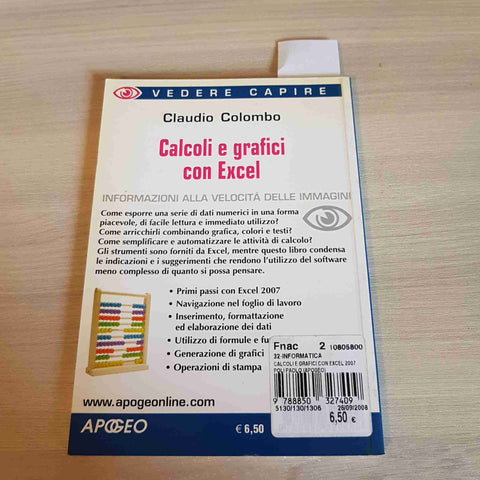 VEDERE CAPIRE
Claudio Colombo
Calcoli e grafici
con Excel
INFORMAZIONI ALLA VELOCITÀ DELLE IMMAGINI
Come esporre una serie di dati numerici in una forma
piacevole, di facile lettura e immediato utilizzo?
Come arricchirli combinando grafica, colori e testi?
Come semplificare e automatizzare le attività di calcolo?
Gli strumenti sono forniti da Excel, mentre questo libro condensa
le indicazioni e i suggerimenti che rendono l'utilizzo del software
meno complesso di quanto si possa pensare.
• Primi passi con Excel 2007
• Navigazione nel foglio di lavoro
• Inserimento, formattazione
ed elaborazione dei dati
• Utilizzo di formule e fu
• Generazione di grafici
• Operazioni di stampa
Fnac 2 10805800
32-INFORMATICA
CALCOLI E GRAFICI CON EXCEL 2007
POLI PAOLO (APOGEO)
9 788850 327409
5130/130/1306 26/09/2008
6,50 €
www.apogeonline.com
APOGEO
€ 6,50